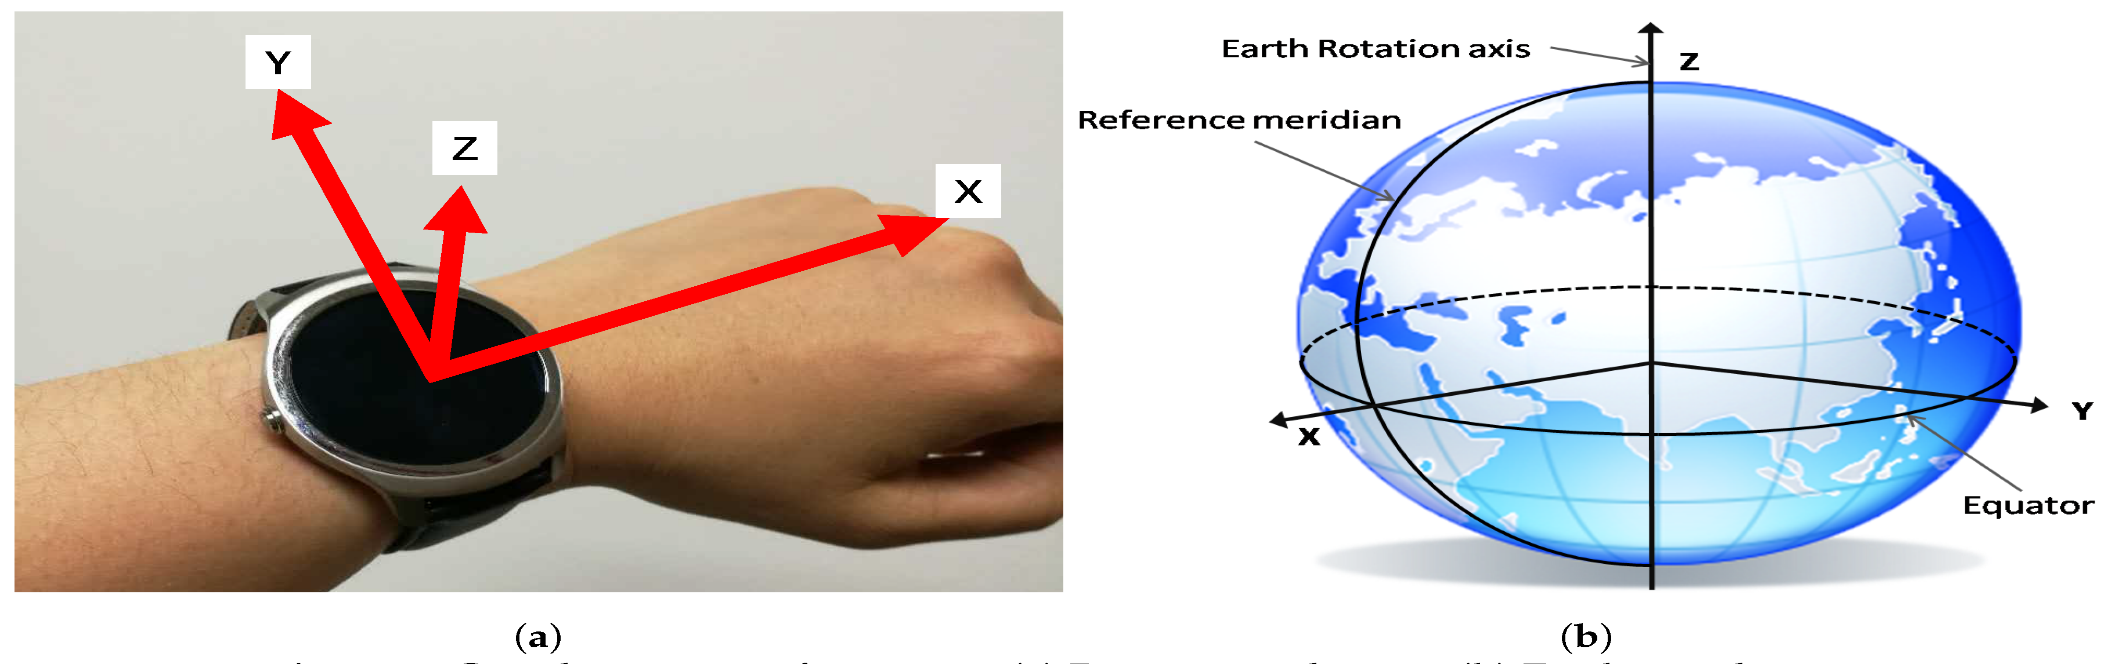 Y
Z
X
(a)
Earth Rotation axis
Z
Reference meridian
X
Y
Equator
(b)